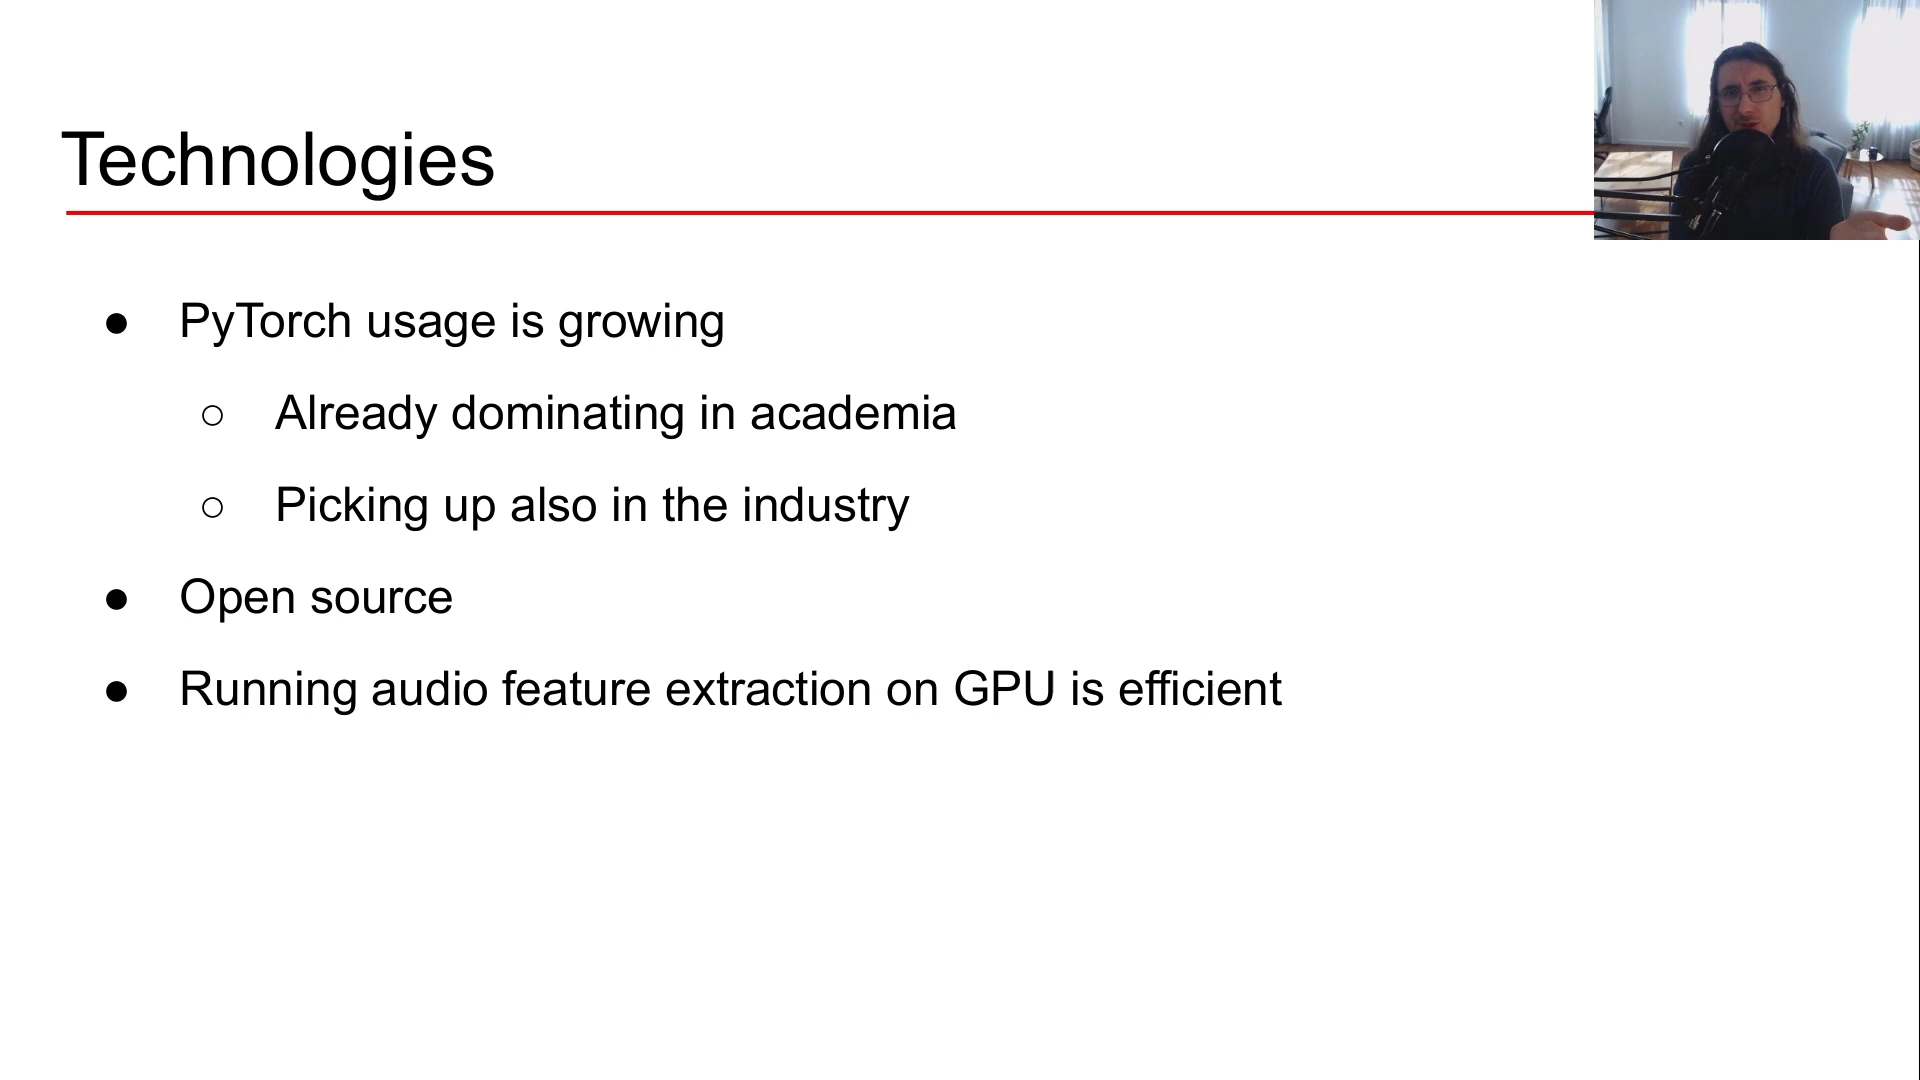 Technologies
● PyTorch usage is growing
○ Already dominating in academia
○ Picking up also in the industry
● Open source
● Running audio feature extraction on GPU is efficient